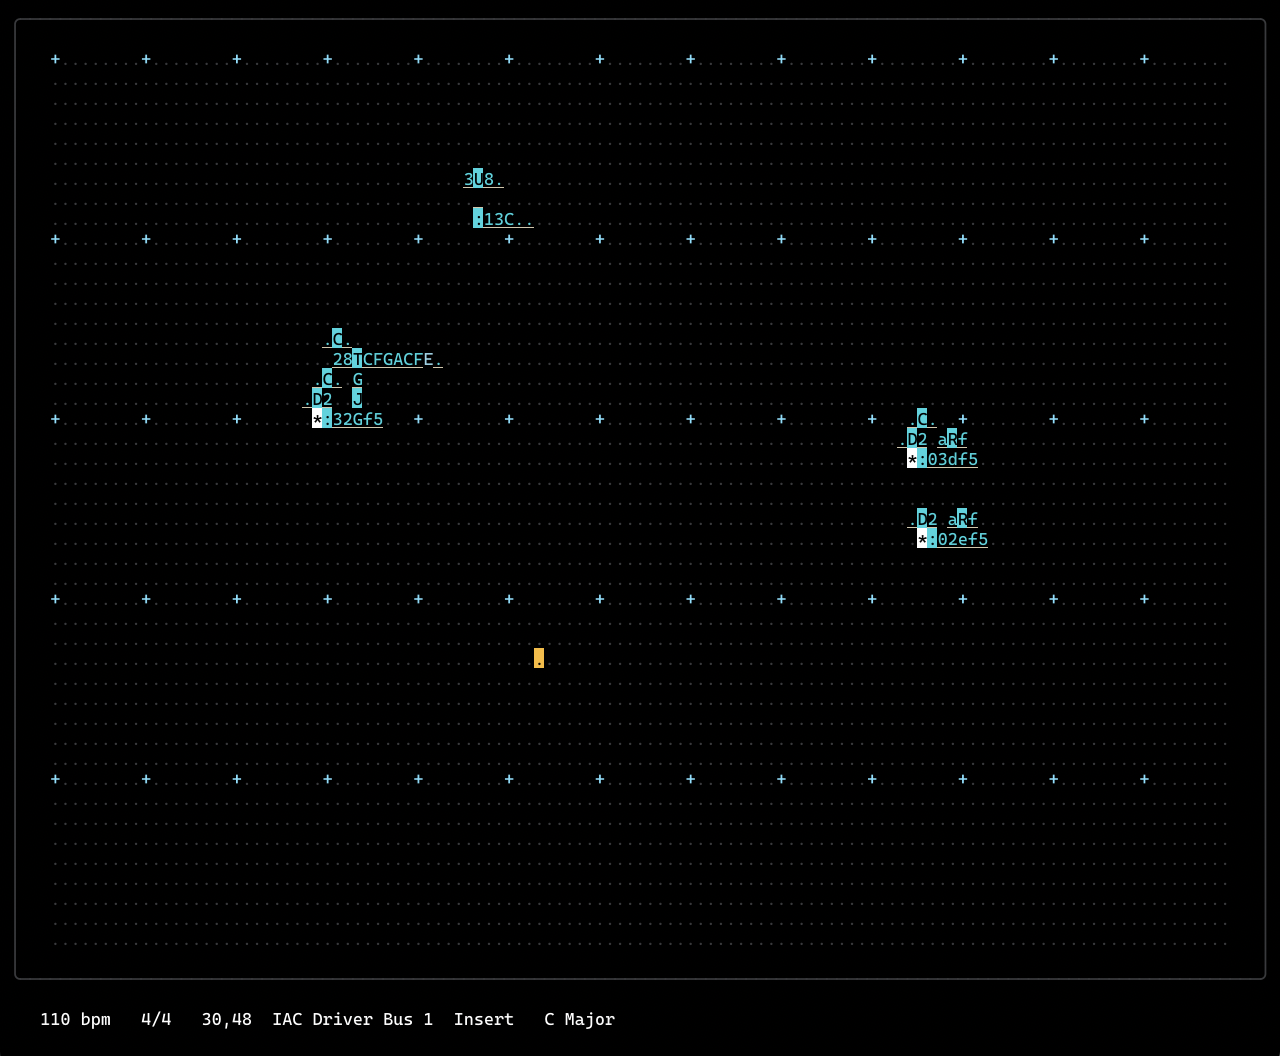 3U8.
:13C..
.C.
28TCFGACFE.
.C. G
.D2 J
*:32Gf5
.C.
.D2 aRf
*:03df5
.D2 aRf
*:02ef5
.
110 bpm 4/4 30,48 IAC Driver Bus 1 Insert C Major